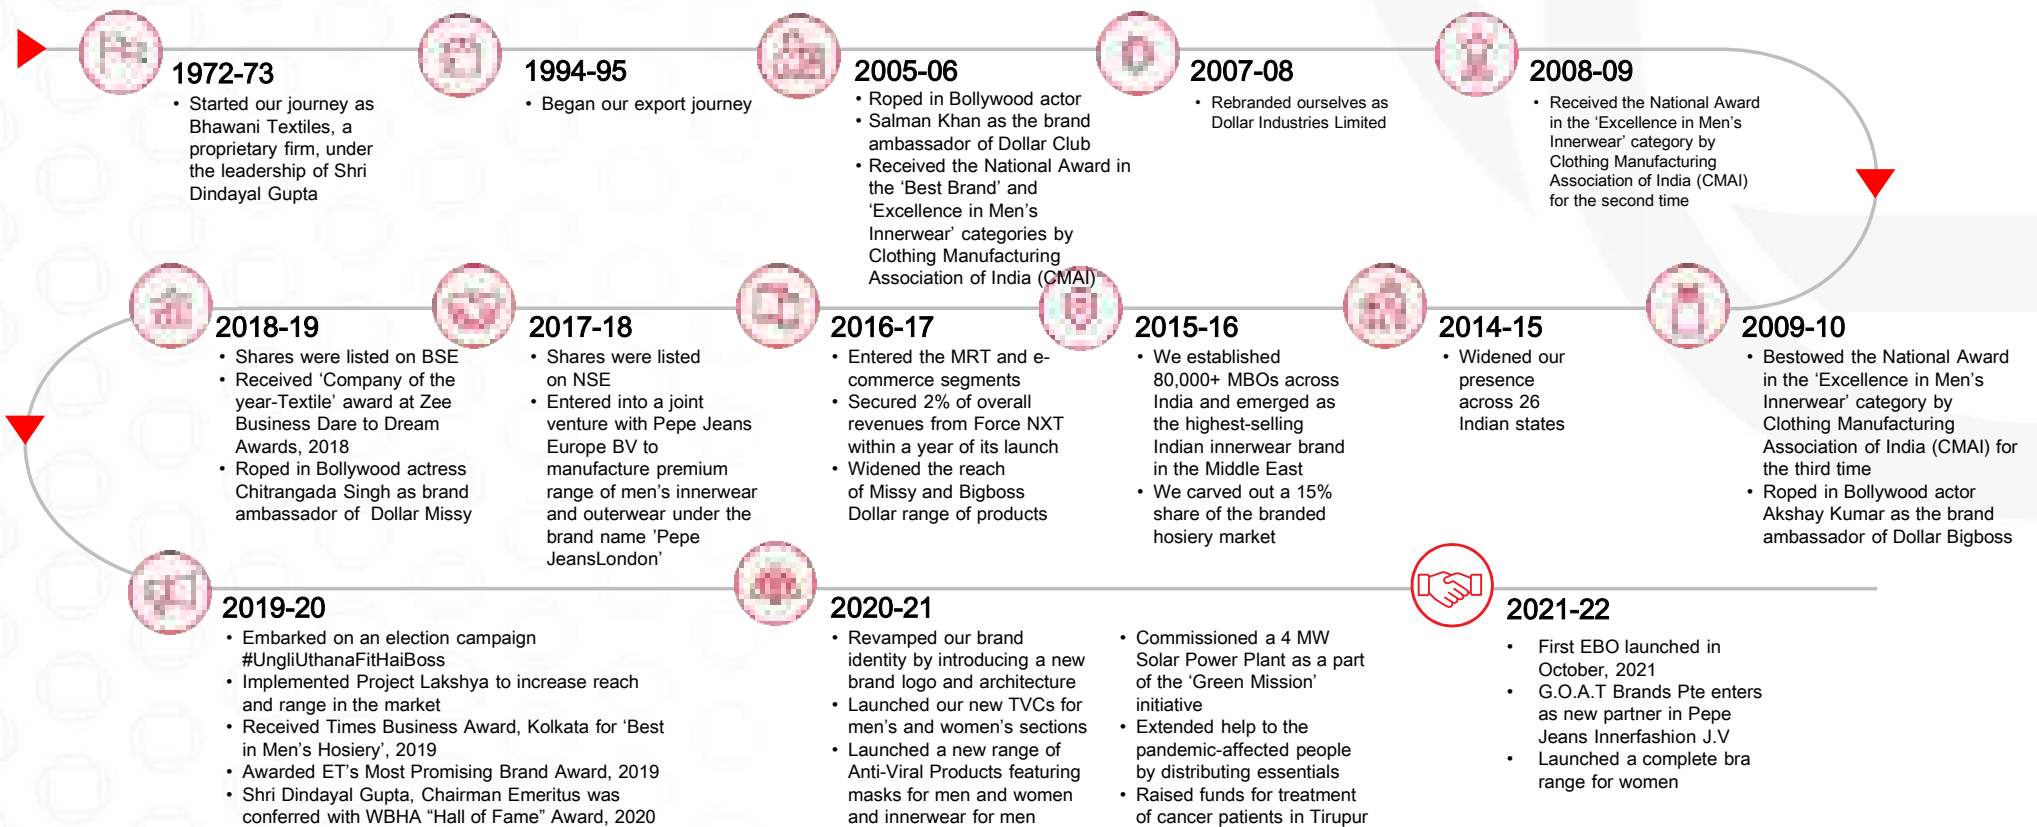 1972-73
• Started our journey as
Bhawani Textiles, a
proprietary firm, under
the leadership of Shri
Dindayal Gupta
1994-95
• Began our export journey
2005-06
• Roped in Bollywood actor
• Salman Khan as the brand
ambassador of Dollar Club
• Received the National Award in
the ‘Best Brand’ and
‘Excellence in Men’s
Innerwear’ categories by
Clothing Manufacturing
Association of India (CMAI)
2007-08
• Rebranded ourselves as
Dollar Industries Limited
2008-09
• Received the National Award
in the ‘Excellence in Men’s
Innerwear’ category by
Clothing Manufacturing
Association of India (CMAI)
for the second time
2018-19
• Shares were listed on BSE
• Received ‘Company of the
year-Textile’ award at Zee
Business Dare to Dream
Awards, 2018
• Roped in Bollywood actress
Chitrangada Singh as brand
ambassador of Dollar Missy
2017-18
• Shares were listed
on NSE
• Entered into a joint
venture with Pepe Jeans
Europe BV to
manufacture premium
range of men’s innerwear
and outerwear under the
brand name ’Pepe
JeansLondon’
2016-17
• Entered the MRT and e-
commerce segments
• Secured 2% of overall
revenues from Force NXT
within a year of its launch
• Widened the reach
of Missy and Bigboss
Dollar range of products
2015-16
• We established
80,000+ MBOs across
India and emerged as
the highest-selling
Indian innerwear brand
in the Middle East
• We carved out a 15%
share of the branded
hosiery market
2014-15
• Widened our
presence
across 26
Indian states
2009-10
• Bestowed the National Award
in the ‘Excellence in Men’s
Innerwear’ category by
Clothing Manufacturing
Association of India (CMAI) for
the third time
• Roped in Bollywood actor
Akshay Kumar as the brand
ambassador of Dollar Bigboss
2019-20
• Embarked on an election campaign
#UngliUthanaFitHaiBoss
• Implemented Project Lakshya to increase reach
and range in the market
• Received Times Business Award, Kolkata for ‘Best
in Men’s Hosiery’, 2019
• Awarded ET’s Most Promising Brand Award, 2019
• Shri Dindayal Gupta, Chairman Emeritus was
conferred with WBHA “Hall of Fame” Award, 2020
2020-21
• Revamped our brand
identity by introducing a new
brand logo and architecture
• Launched our new TVCs for
men’s and women’s sections
• Launched a new range of
Anti-Viral Products featuring
masks for men and women
and innerwear for men
• Commissioned a 4 MW
Solar Power Plant as a part
of the ‘Green Mission’
initiative
• Extended help to the
pandemic-affected people
by distributing essentials
• Raised funds for treatment
of cancer patients in Tirupur
2021-22
• First EBO launched in
October, 2021
• G.O.A.T Brands Pte enters
as new partner in Pepe
Jeans Innerfashion J.V
• Launched a complete bra
range for women